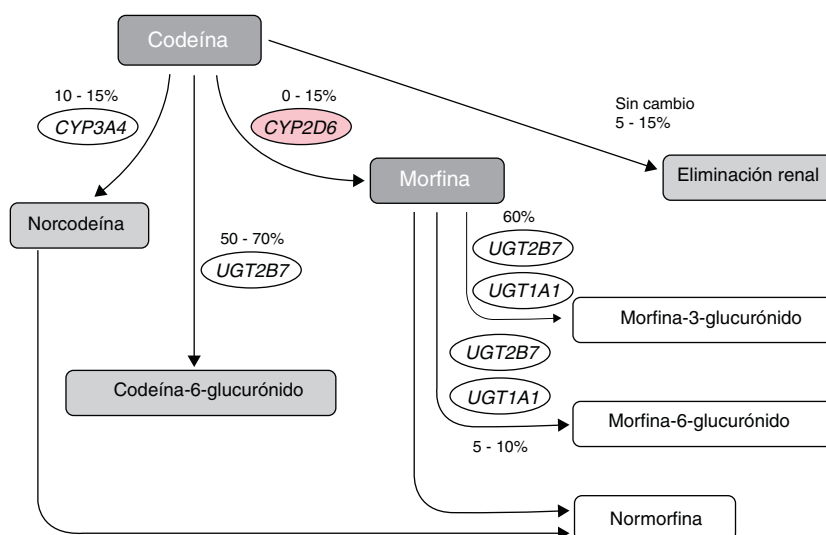 Codeína
10 - 15%
CYP3A4
0 - 15%
CYP2D6
Sin cambio
5 - 15%
Morfina
Eliminación renal
Norcodeína
50 - 70%
UGT2B7
60%
UGT2B7
UGT1A1
Morfina-3-glucurónido
UGT2B7
UGT1A1
Codeína-6-glucurónido
Morfina-6-glucurónido
5 - 10%
Normorfina